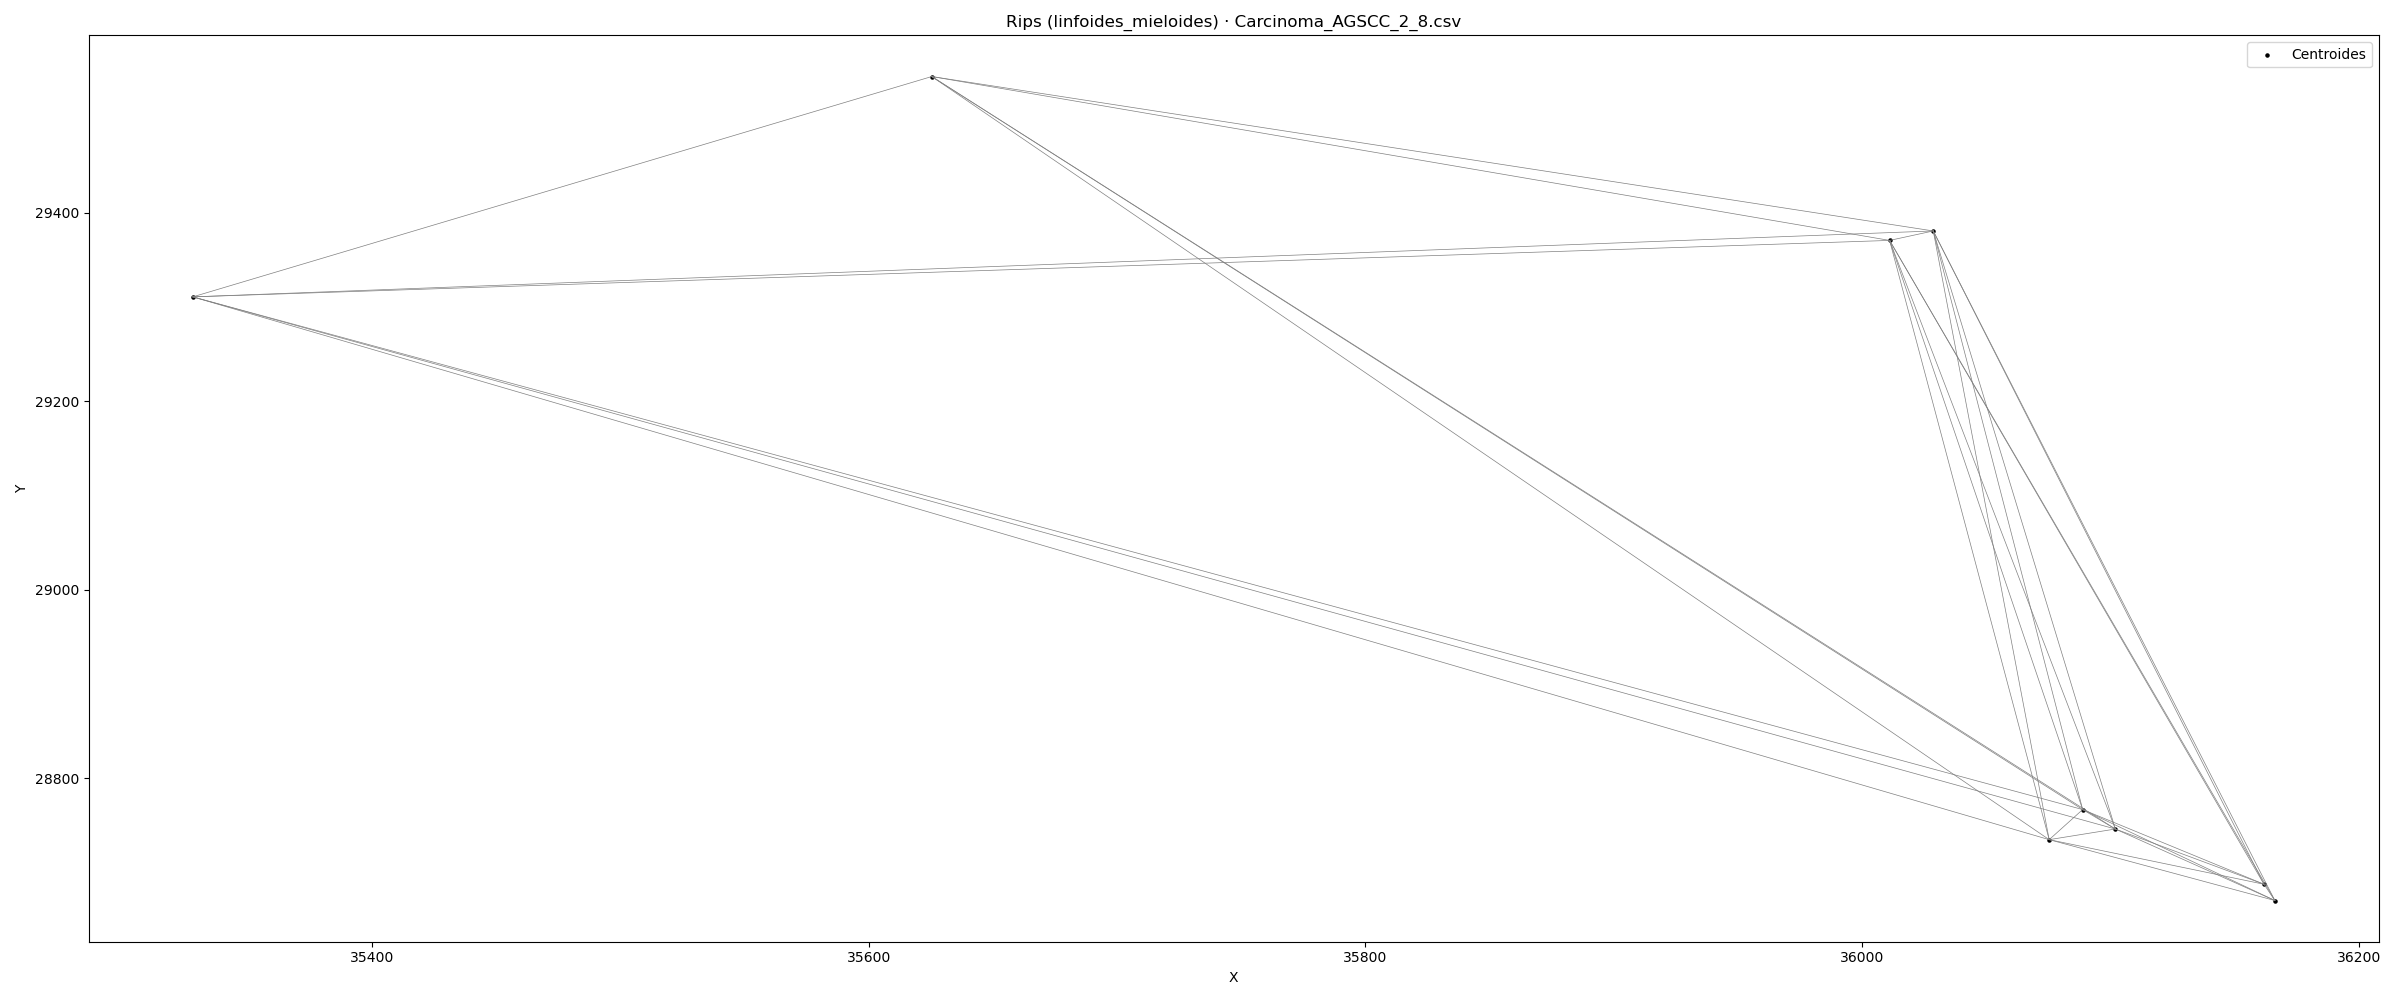 Rips (linfoides_mieloides) · Carcinoma_AGSCC_2_8.csv
Centroides
29400
29200
29000
28800
Y
35400 35600 35800 36000 36200
X